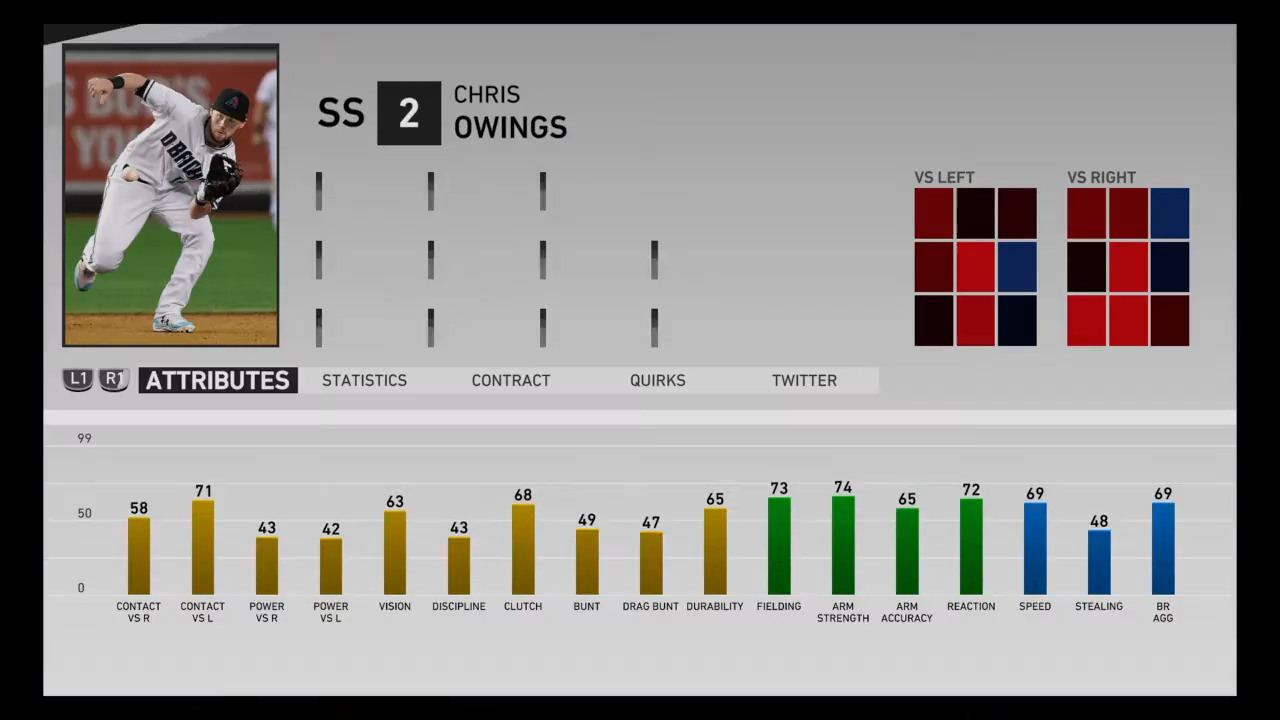 SS 2 CHRIS
OWINGS
VS LEFT VS RIGHT
L1 R1 ATTRIBUTES STATISTICS CONTRACT QUIRKS TWITTER
99
50
0
58 71 43 42 63 43 68 49 47 65 73 74 65 72 69 48 69
CONTACT VS R
CONTACT VS L
POWER VS R
POWER VS L
VISION
DISCIPLINE
CLUTCH
BUNT
DRAG BUNT
DURABILITY
FIELDING
ARM STRENGTH
ARM ACCURACY
REACTION
SPEED
STEALING
BR AGG